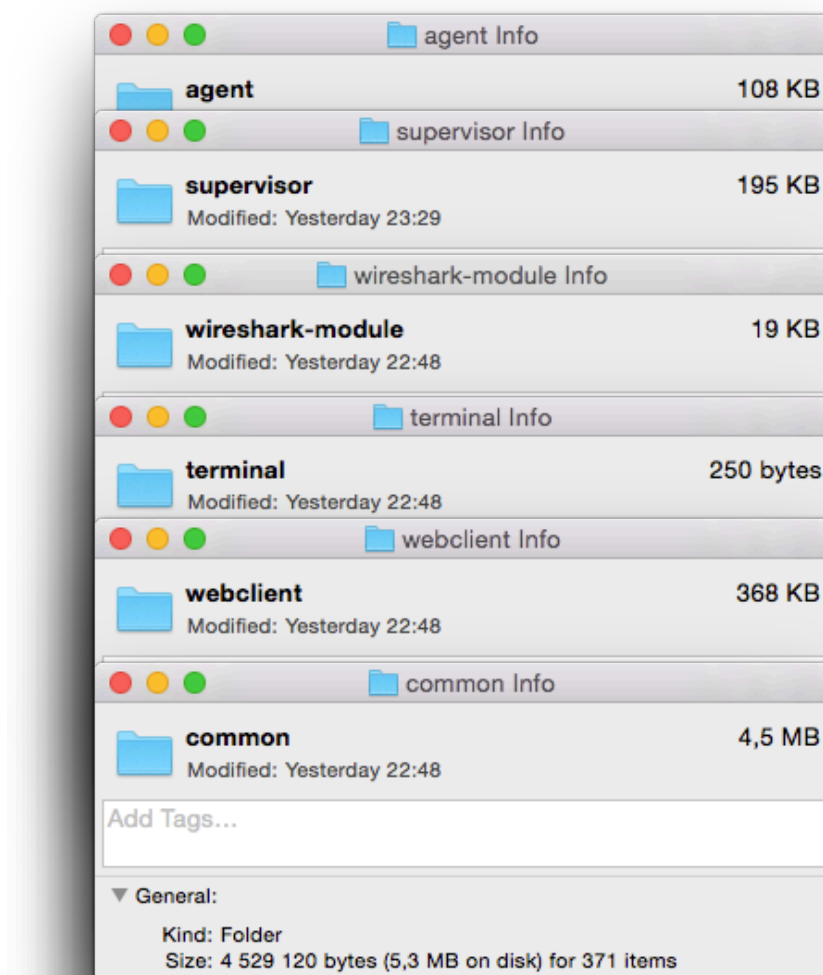 agent Info
agent 108 KB
supervisor Info
supervisor 195 KB
Modified: Yesterday 23:29
wireshark-module Info
wireshark-module 19 KB
Modified: Yesterday 22:48
terminal Info
terminal 250 bytes
Modified: Yesterday 22:48
webclient Info
webclient 368 KB
Modified: Yesterday 22:48
common Info
common 4,5 MB
Modified: Yesterday 22:48
Add Tags...
General:
Kind: Folder
Size: 4 529 120 bytes (5,3 MB on disk) for 371 items